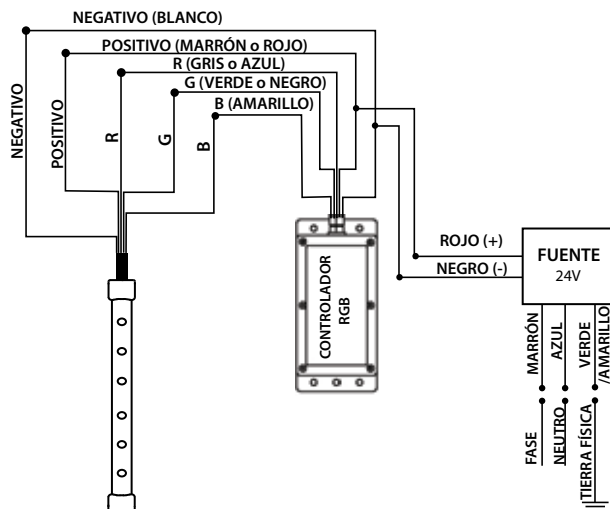 NEGATIVO (BLANCO)
POSITIVO (MARRÓN o ROJO)
R (GRIS o AZUL)
G (VERDE o NEGRO)
B (AMARILLO)
NEGATIVO
POSITIVO
R
G
B
CONTROLADOR
RGB
ROJO (+)
NEGRO (-)
FUENTE
24V
MARRÓN
AZUL
VERDE
/AMARILLO
FASE
NEUTRO
TIERRA FÍSICA